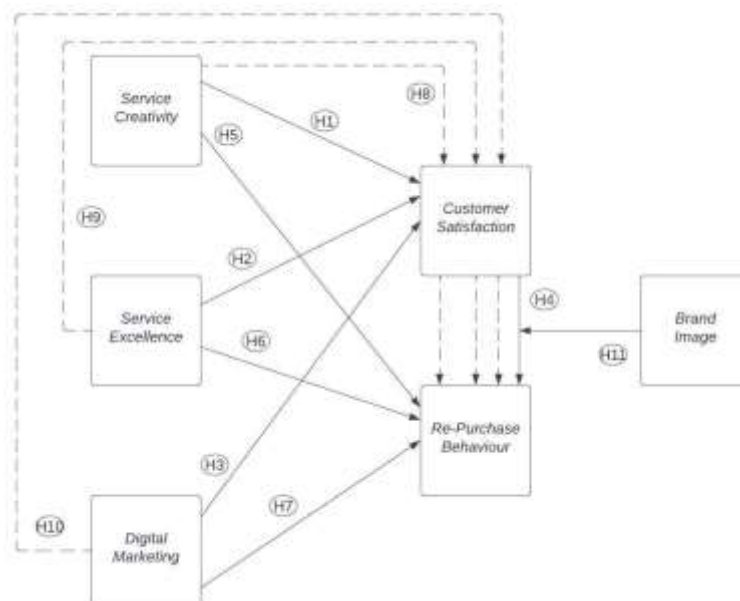 Service
Creativity
H8
H1
H5
Customer
Satisfaction
H9
H2
H4
Service
Excellence
Brand
Image
H6
H11
Re-Purchase
Behaviour
H3
H7
H10
Digital
Marketing